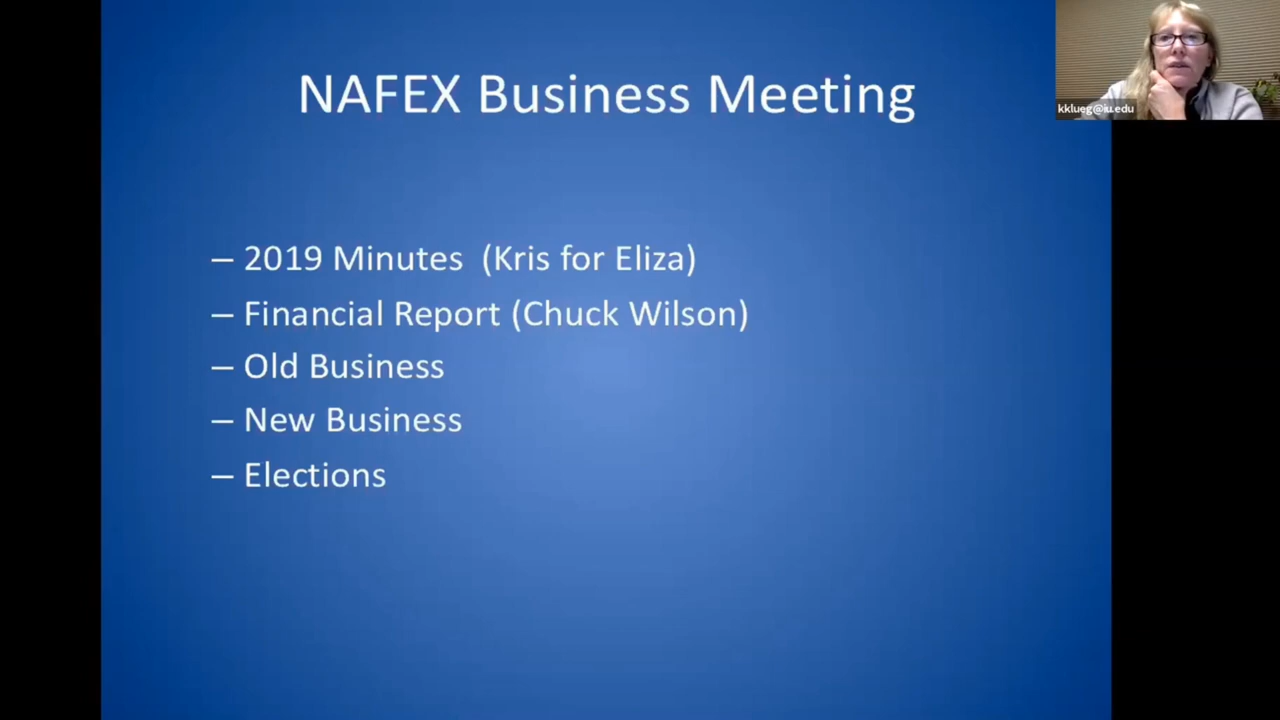 NAFEX Business Meeting
kklueg@iu.edu
– 2019 Minutes (Kris for Eliza)
– Financial Report (Chuck Wilson)
– Old Business
– New Business
– Elections